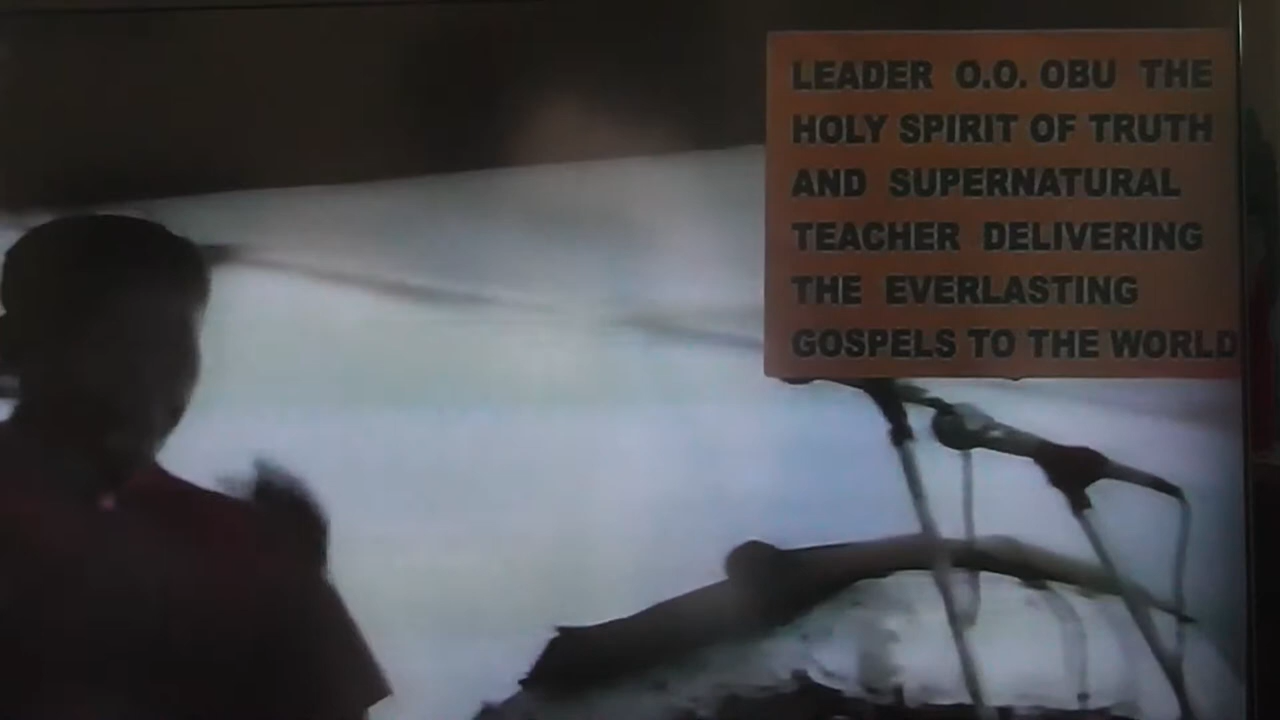 LEADER O.O. OBU THE
HOLY SPIRIT OF TRUTH
AND SUPERNATURAL
TEACHER DELIVERING
THE EVERLASTING
GOSPELS TO THE WORLD